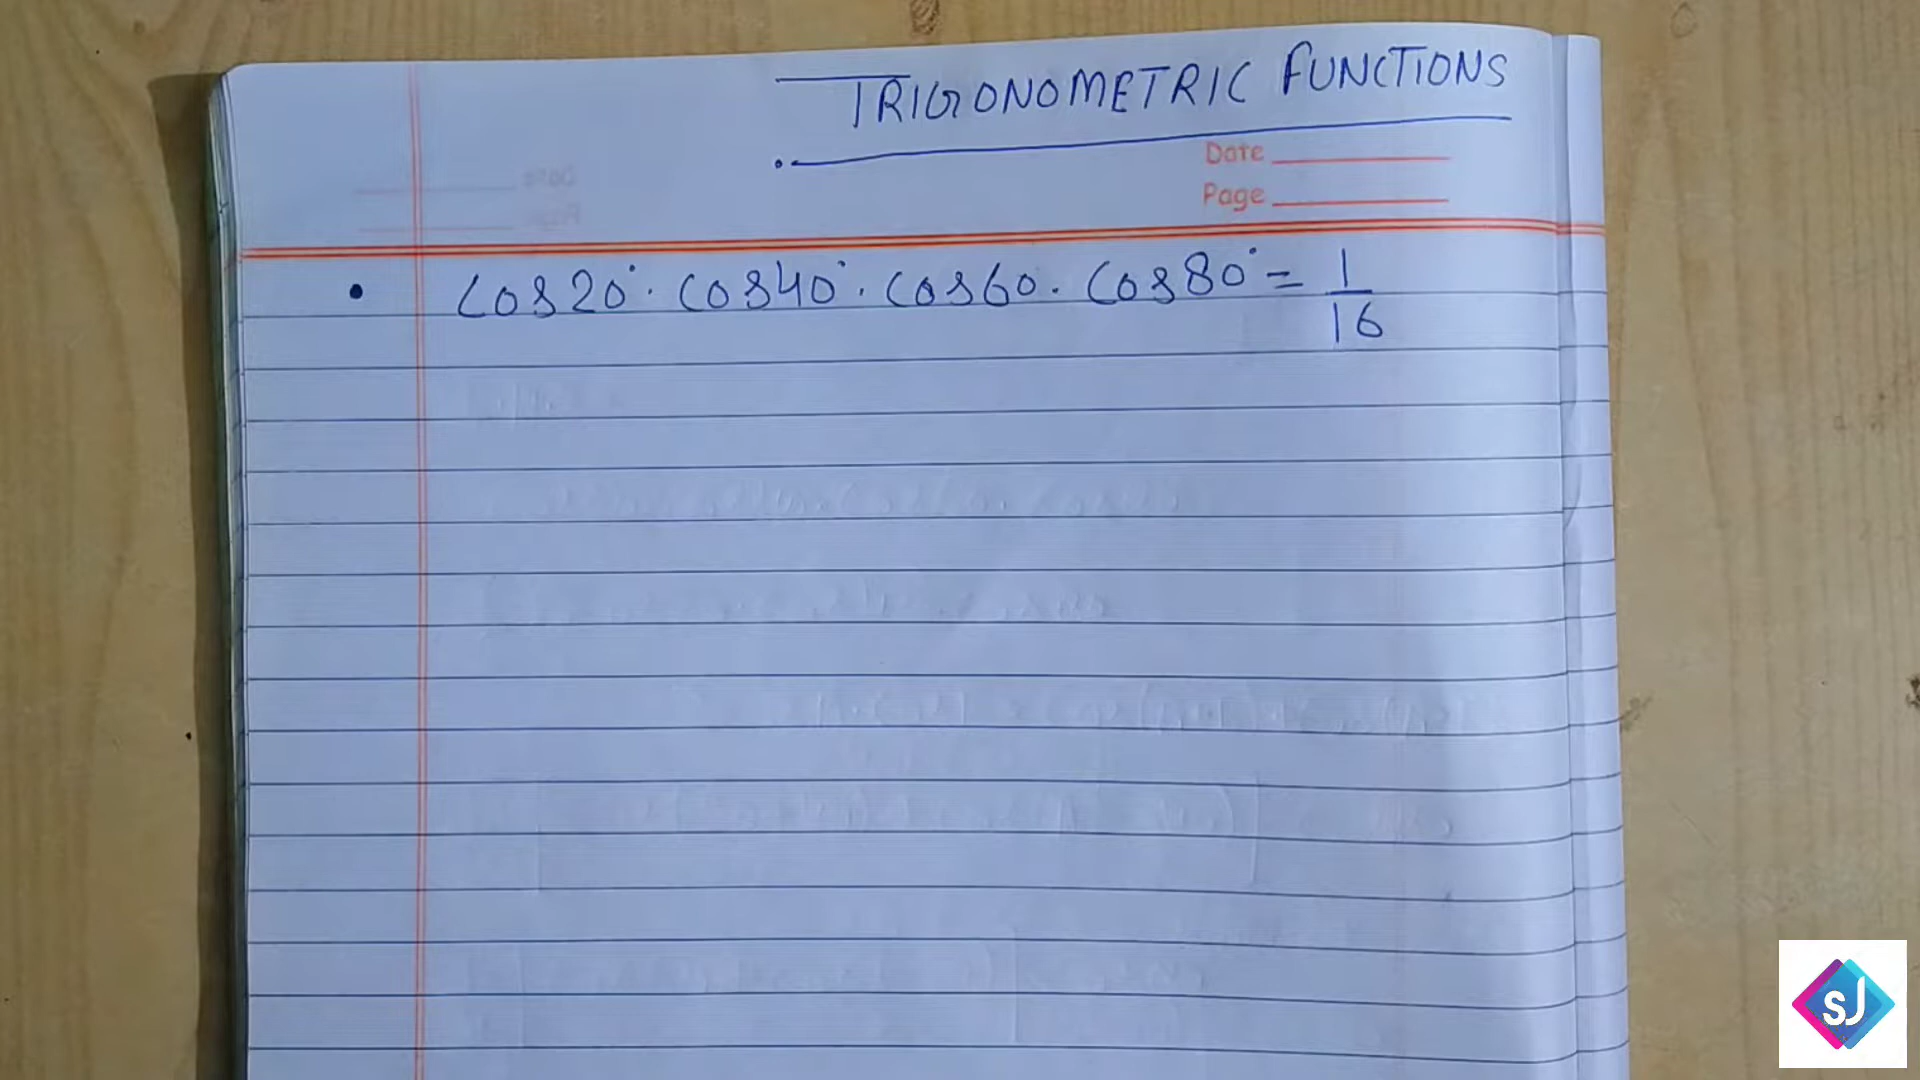 TRIGONOMETRIC FUNCTIONS
Date
Page
• Cos20°. Cos40°. Cos60. Cos80° = 1/16
SJ